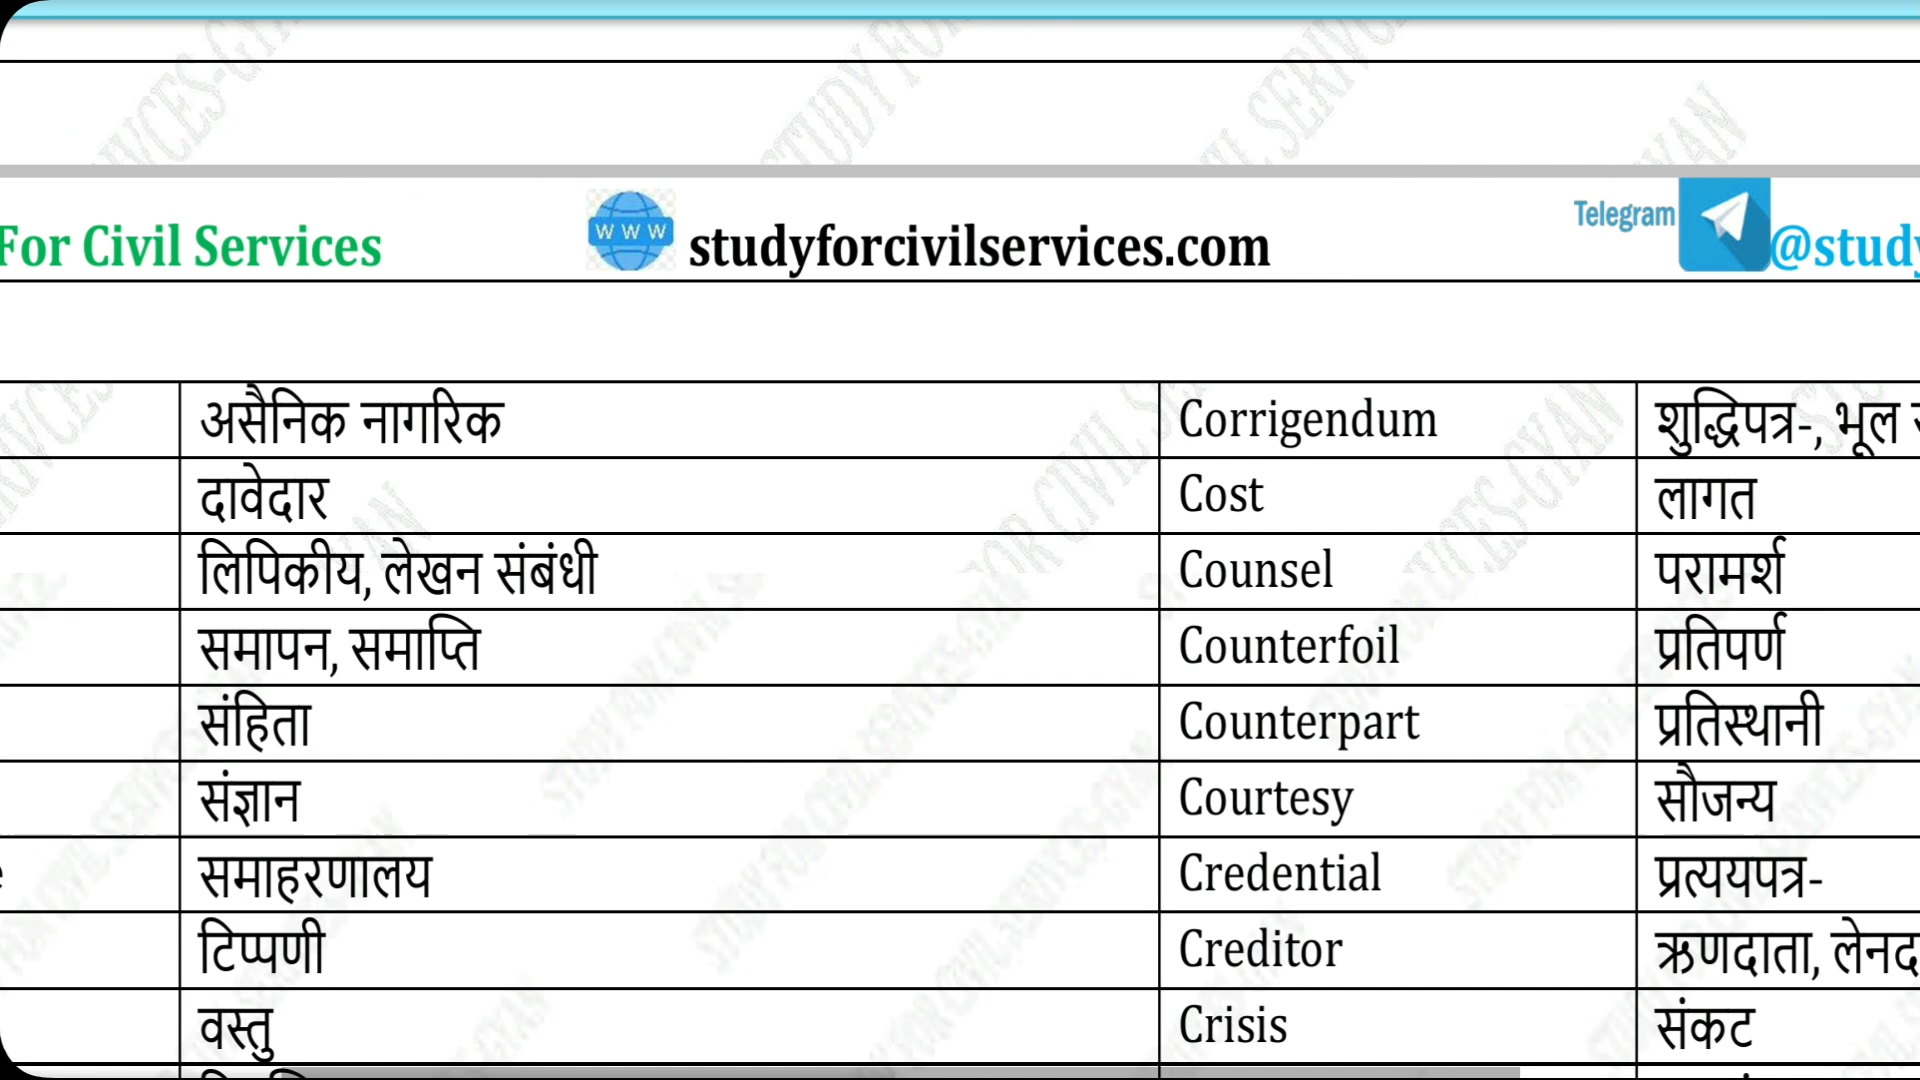 For Civil Services
WWW
studyforcivilservices.com
Telegram
@study
असैनिक नागरिक Corrigendum शुद्धिपत्र-, भूल
दावेदार Cost लागत
लिपिकीय, लेखन संबंधी Counsel परामर्श
समापन, समाप्ति Counterfoil प्रतिपर्ण
संहिता Counterpart प्रतिस्थानी
संज्ञान Courtesy सौजन्य
समाहरणालय Credential प्रत्ययपत्र-
टिप्पणी Creditor ऋणदाता, लेनद
वस्तु Crisis संकट